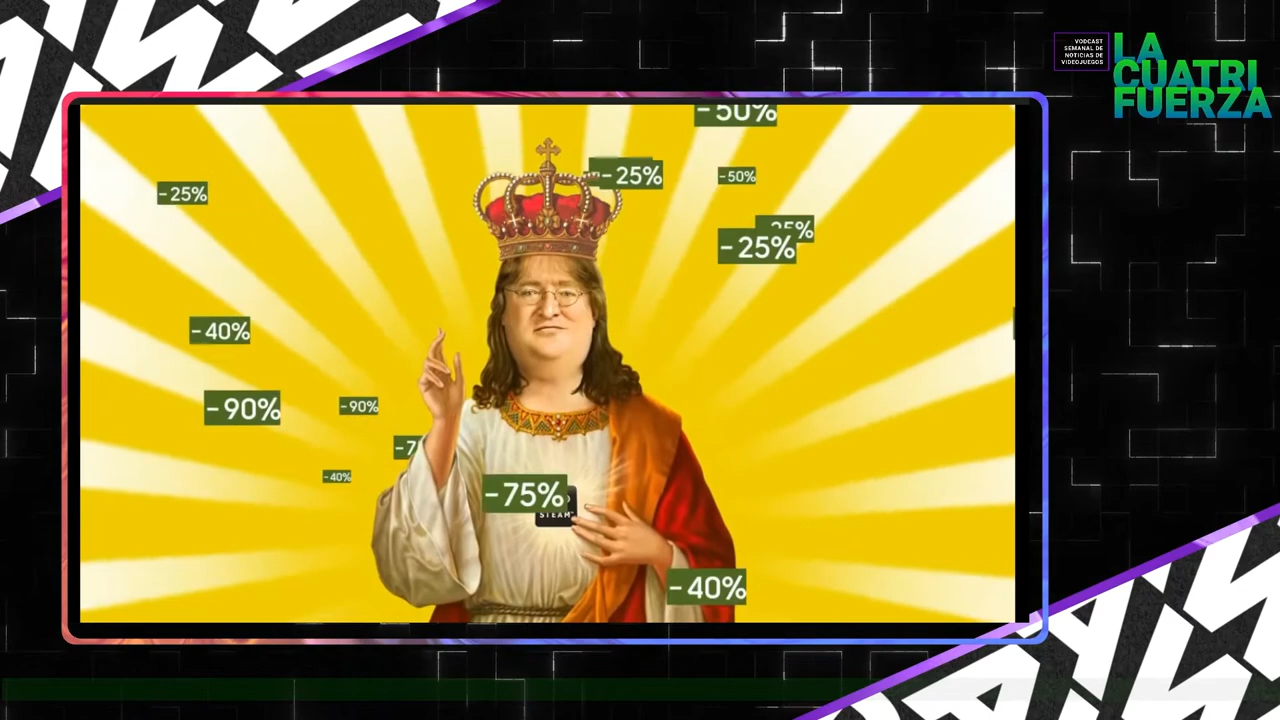 VODCAST
SEMANAL DE
NOTICIAS DE
VIDEOJUEGOS
LA
CUATRI
FUERZA
-50%
-25%
-25%
-50%
-25%
-40%
-90%
-90%
-40%
-75%
STEAM
-40%